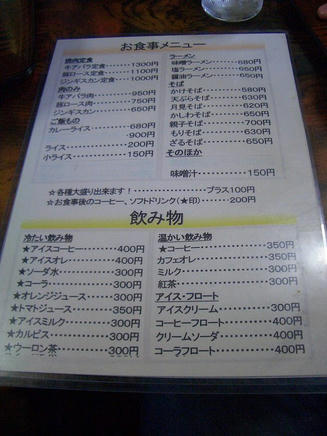 お食事メニュー
焼肉定食
牛アバラ定食・・・・・・1300円
豚ロース定食・・・・・・1100円
ジンギスカン定食・・・・1000円
肉のみ
牛アバラ肉・・・・・・・950円
豚ロース肉・・・・・・・750円
ジンギスカン・・・・・・650円
ご飯もの
カレーライス・・・・・・680円
・900円
ライス・・・・・・・・・200円
小ライス・・・・・・・・150円
ラーメン
味噌ラーメン・・・・・・680円
塩ラーメン・・・・・・・650円
醤油ラーメン・・・・・・650円
そば
かけそば・・・・・・・・580円
天ぷらそば・・・・・・・630円
月見そば・・・・・・・・620円
かしわそば・・・・・・・650円
親子そば・・・・・・・・700円
もりそば・・・・・・・・630円
ざるそば・・・・・・・・650円
そのほか
味噌汁・・・・・・・・・150円
☆各種大盛り出来ます！・・・・・・・・・・プラス100円
☆お食事後のコーヒー、ソフトドリンク(★印)・・・・・200円
飲み物
冷たい飲み物
★アイスコーヒー・・・・400円
★アイスオレ・・・・・・400円
★ソーダ水・・・・・・・300円
★コーラ・・・・・・・・300円
★オレンジジュース・・・300円
★トマトジュース・・・・350円
★アイスミルク・・・・・300円
★カルピス・・・・・・・300円
★ウーロン茶・・・・・・300円
温かい飲み物
★コーヒー・・・・・・・350円
カフェオレ・・・・・・・350円
ミルク・・・・・・・・・300円
紅茶・・・・・・・・・・350円
アイス・フロート
アイスクリーム・・・・・300円
コーヒーフロート・・・・400円
クリームソーダ・・・・・400円
コーラフロート・・・・・400円